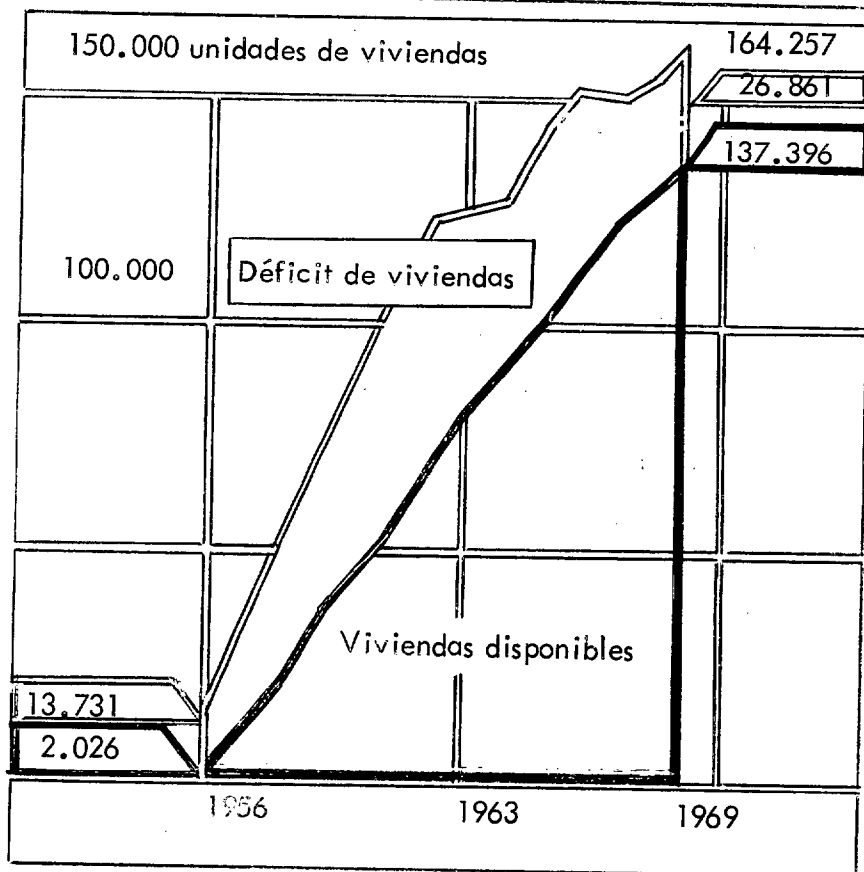 150.000 unidades de viviendas
164.257
26.861
137.396
100.000
Déficit de viviendas
Viviendas disponibles
13.731
2.026
1956 1963 1969